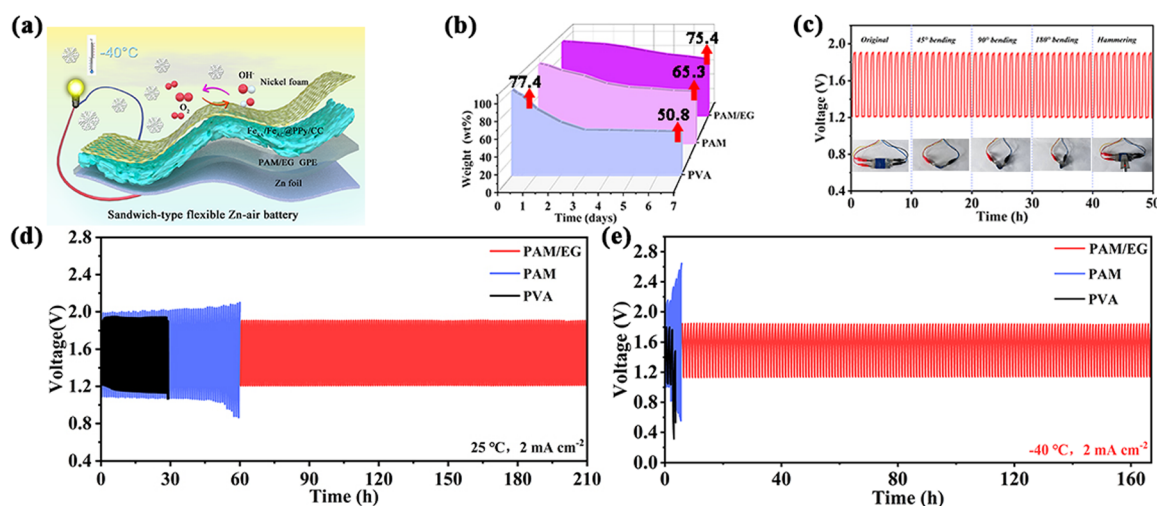 (a)
-40°C
OH⁻
Nickel foam
O₂
PAM/EG GPE
Zn foil
Sandwich-type flexible Zn-air battery
(b)
77.4
75.4
65.3
50.8
100
80
60
40
20
0
Weight (wt%)
PAM/EG
PAM
PVA
0 1 2 3 4 5 6 7
Time (days)
(c)
Original 45° bending 90° bending 180° bending Hammering
2.0
1.6
1.2
0.8
0.4
Voltage (V)
0 10 20 30 40 50
Time (h)
(d)
PAM/EG
PAM
PVA
2.8
2.4
2.0
1.6
1.2
0.8
0.4
Voltage(V)
25 °C, 2 mA cm⁻²
0 30 60 90 120 150 180 210
Time (h)
(e)
PAM/EG
PAM
PVA
2.8
2.4
2.0
1.6
1.2
0.8
0.4
0.0
Voltage (V)
-40 °C, 2 mA cm⁻²
0 40 80 120 160
Time (h)